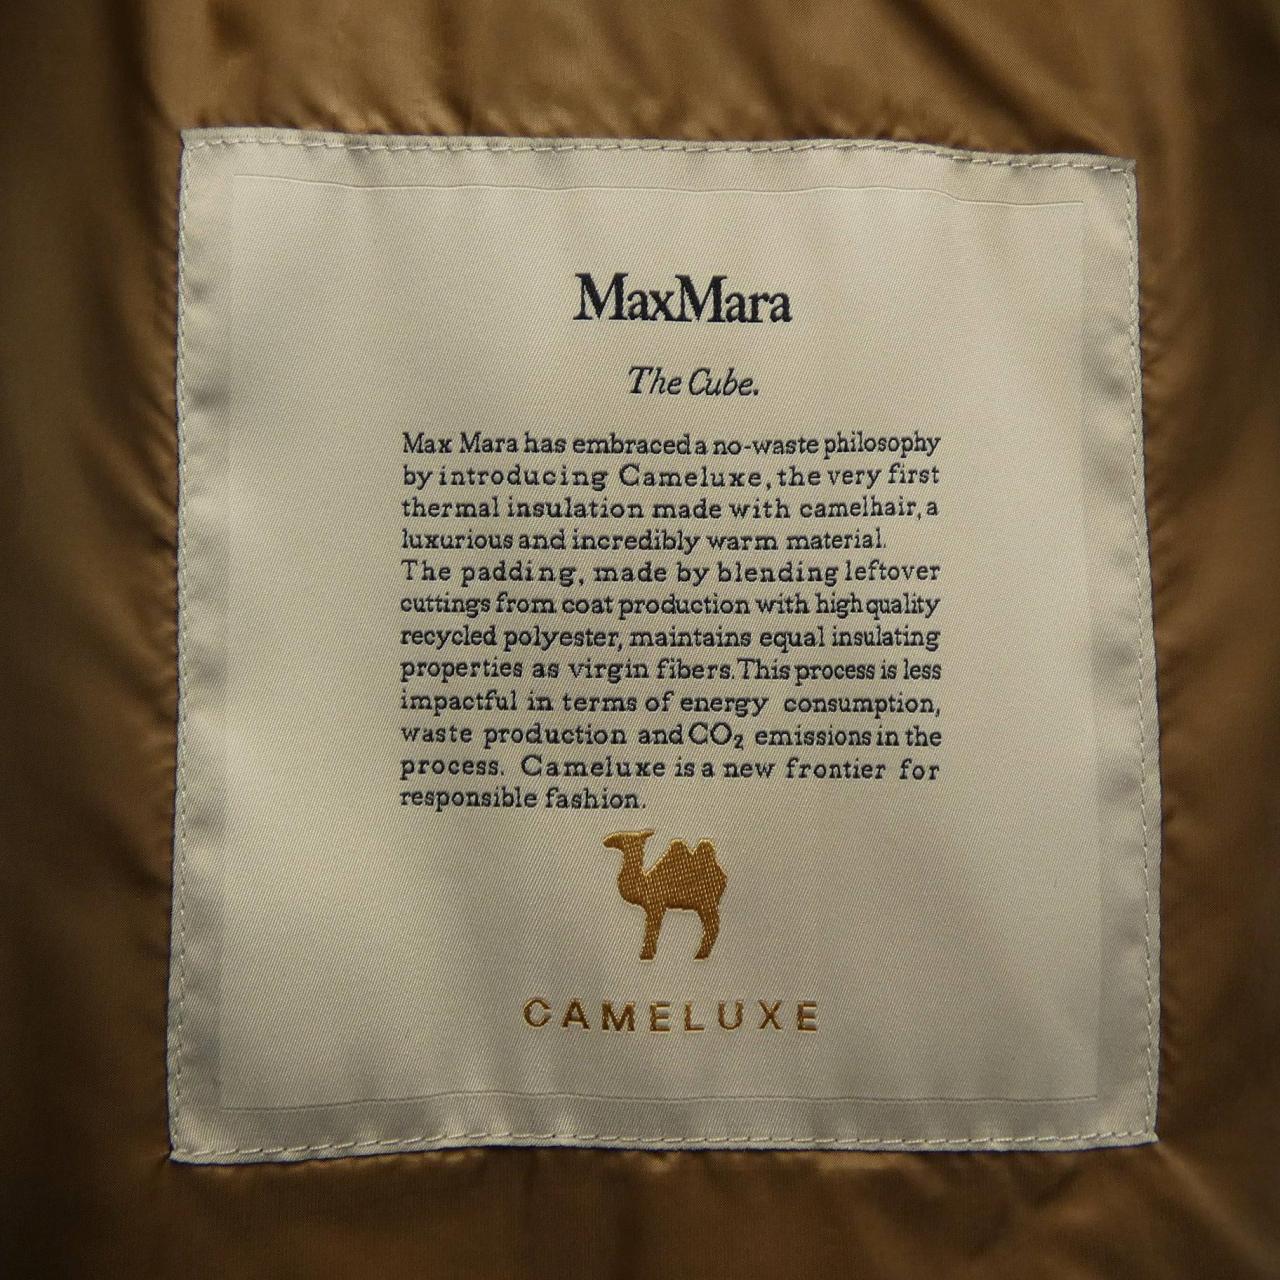 MaxMara
The Cube.
Max Mara has embraced a no-waste philosophy
by introducing Cameluxe, the very first
thermal insulation made with camelhair, a
luxurious and incredibly warm material.
The padding, made by blending leftover
cuttings from coat production with high quality
recycled polyester, maintains equal insulating
properties as virgin fibers. This process is less
impactful in terms of energy consumption,
waste production and CO₂ emissions in the
process. Cameluxe is a new frontier for
responsible fashion.
CAMELUXE